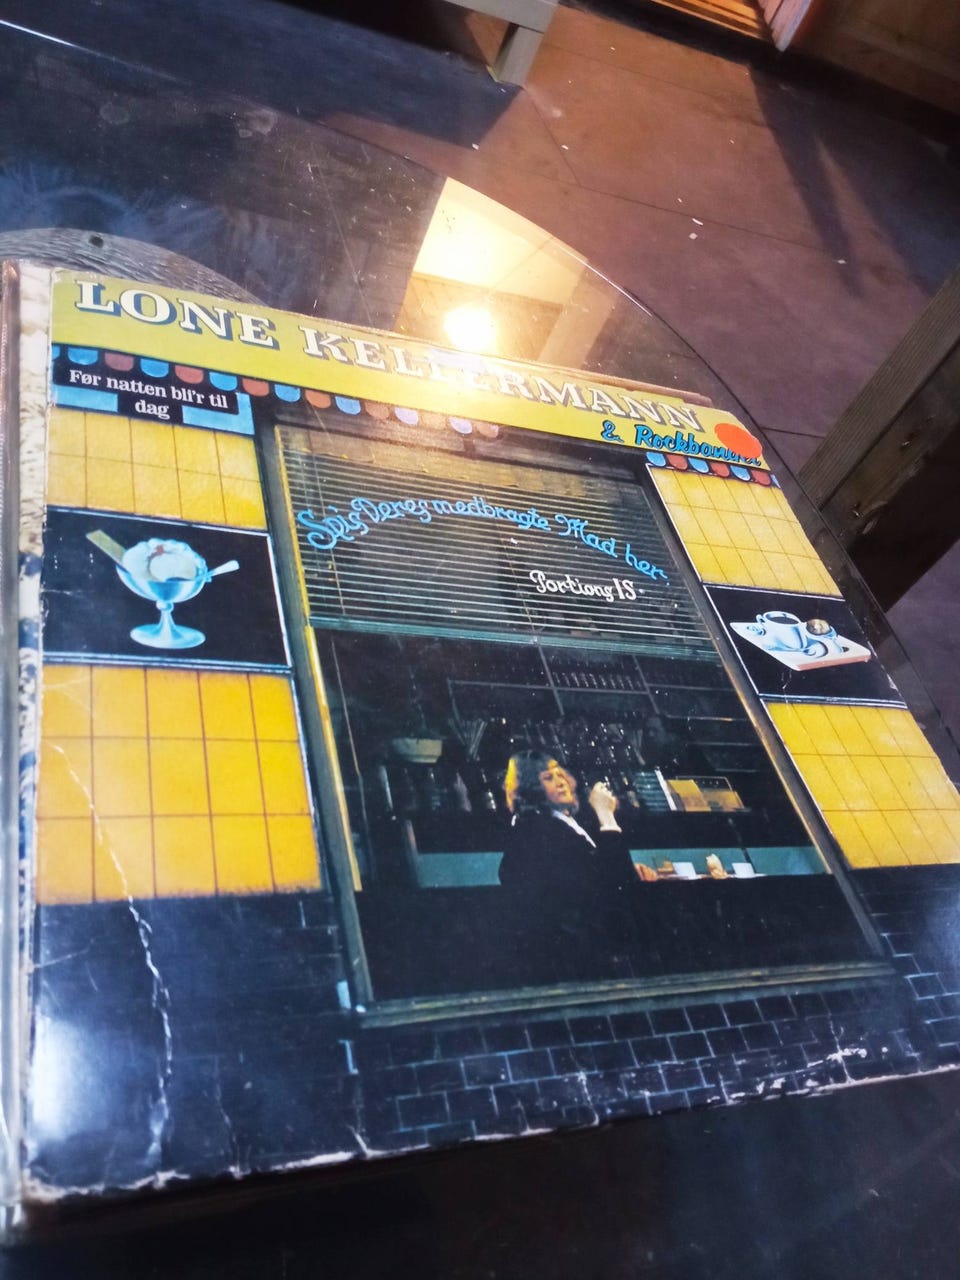 LONE KELLERMANN
& Rockbandet
Før natten bli'r til
dag
Spis Deres medbragte Mad her
Portions IS